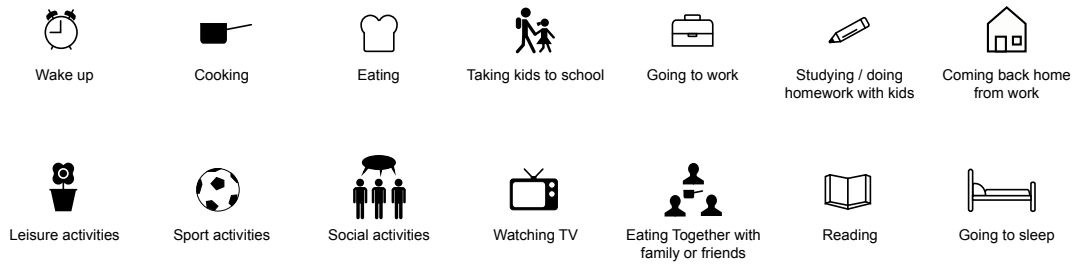 Wake up
Cooking
Eating
Taking kids to school
Going to work
Studying / doing
homework with kids
Coming back home
from work
Leisure activities
Sport activities
Social activities
Watching TV
Eating Together with
family or friends
Reading
Going to sleep